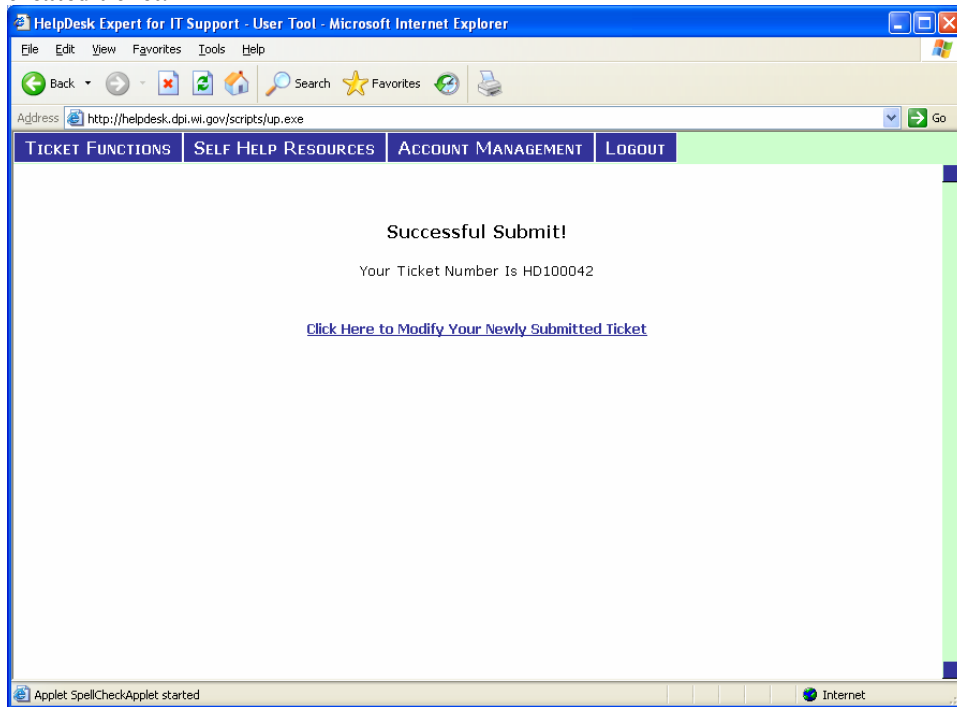 HelpDesk Expert for IT Support - User Tool - Microsoft Internet Explorer
File Edit View Favorites Tools Help
Back Search Favorites
Address http://helpdesk.dpi.wi.gov/scripts/up.exe Go
TICKET FUNCTIONS SELF HELP RESOURCES ACCOUNT MANAGEMENT LOGOUT
Successful Submit!
Your Ticket Number Is HD100042
Click Here to Modify Your Newly Submitted Ticket
Applet SpellCheckApplet started Internet